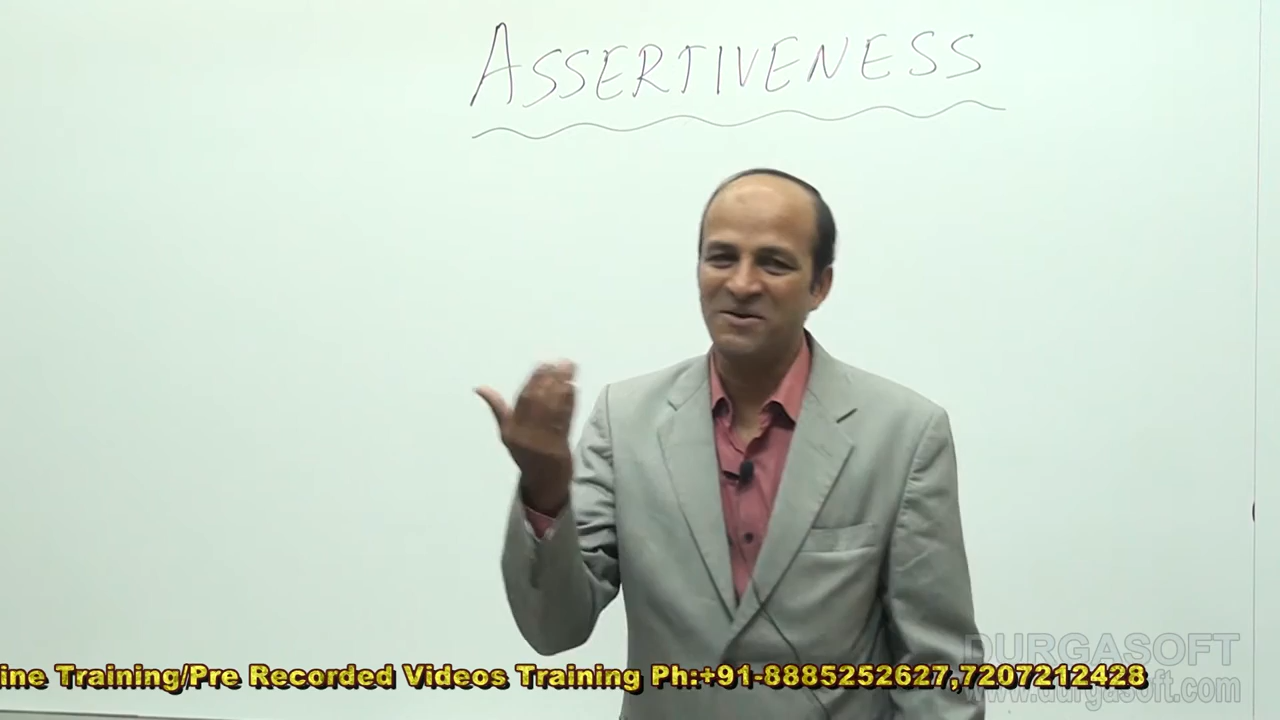 ASSERTIVENESS
DURGASOFT
ine Training/Pre Recorded Videos Training Ph:+91-8885252627,7207212428
www.durgasoft.com